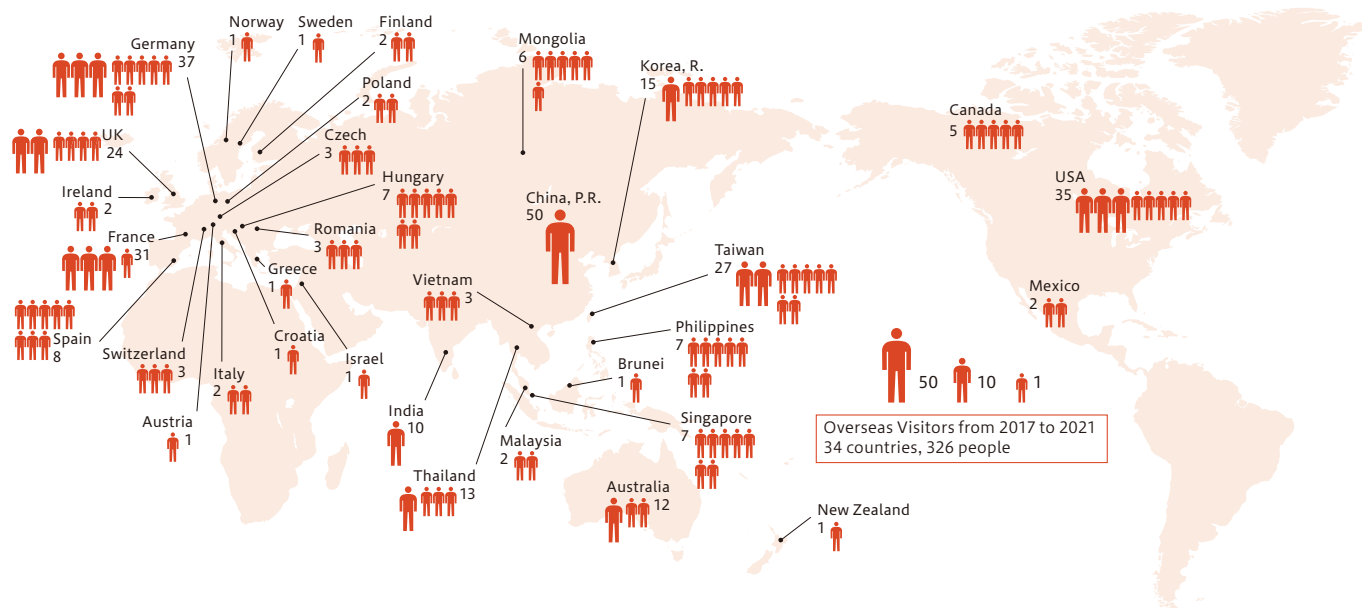 Norway
1
Sweden
1
Finland
2
Germany
37
Poland
2
UK
24
Czech
3
Ireland
2
Hungary
7
France
31
Romania
3
Greece
1
Spain
8
Switzerland
3
Austria
1
Italy
2
Croatia
1
Israel
1
Mongolia
6
Korea, R.
15
China, P.R.
50
Vietnam
3
Taiwan
27
Philippines
7
Brunei
1
India
10
Thailand
13
Malaysia
2
Singapore
7
Australia
12
New Zealand
1
Canada
5
USA
35
Mexico
2
50
10
1
Overseas Visitors from 2017 to 2021
34 countries, 326 people